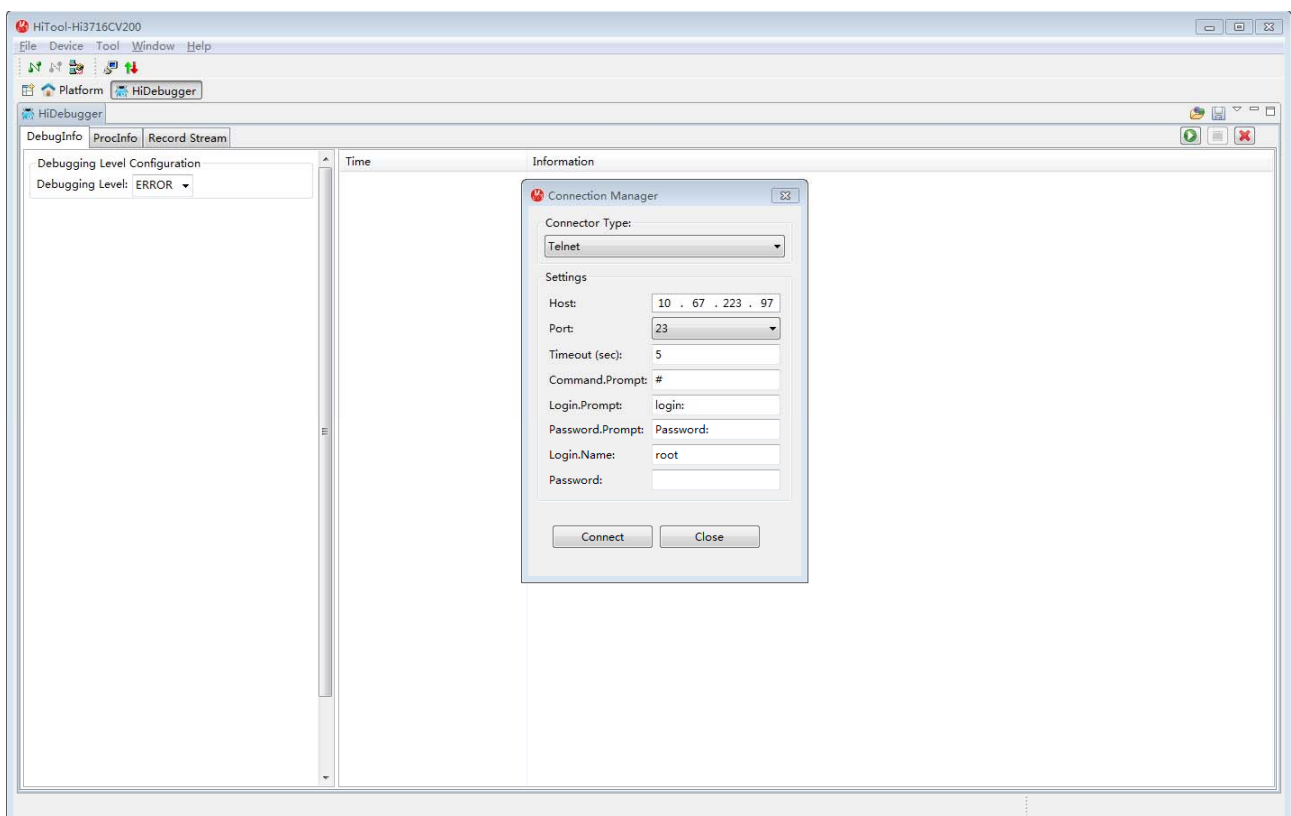 HiTool-Hi3716CV200
File Device Tool Window Help
Platform HiDebugger
HiDebugger
DebugInfo ProcInfo Record Stream
Debugging Level Configuration
Debugging Level: ERROR
Time Information
Connection Manager
Connector Type:
Telnet
Settings
Host: 10 . 67 . 223 . 97
Port: 23
Timeout (sec): 5
Command.Prompt: #
Login.Prompt: login:
Password.Prompt: Password:
Login.Name: root
Password:
Connect Close